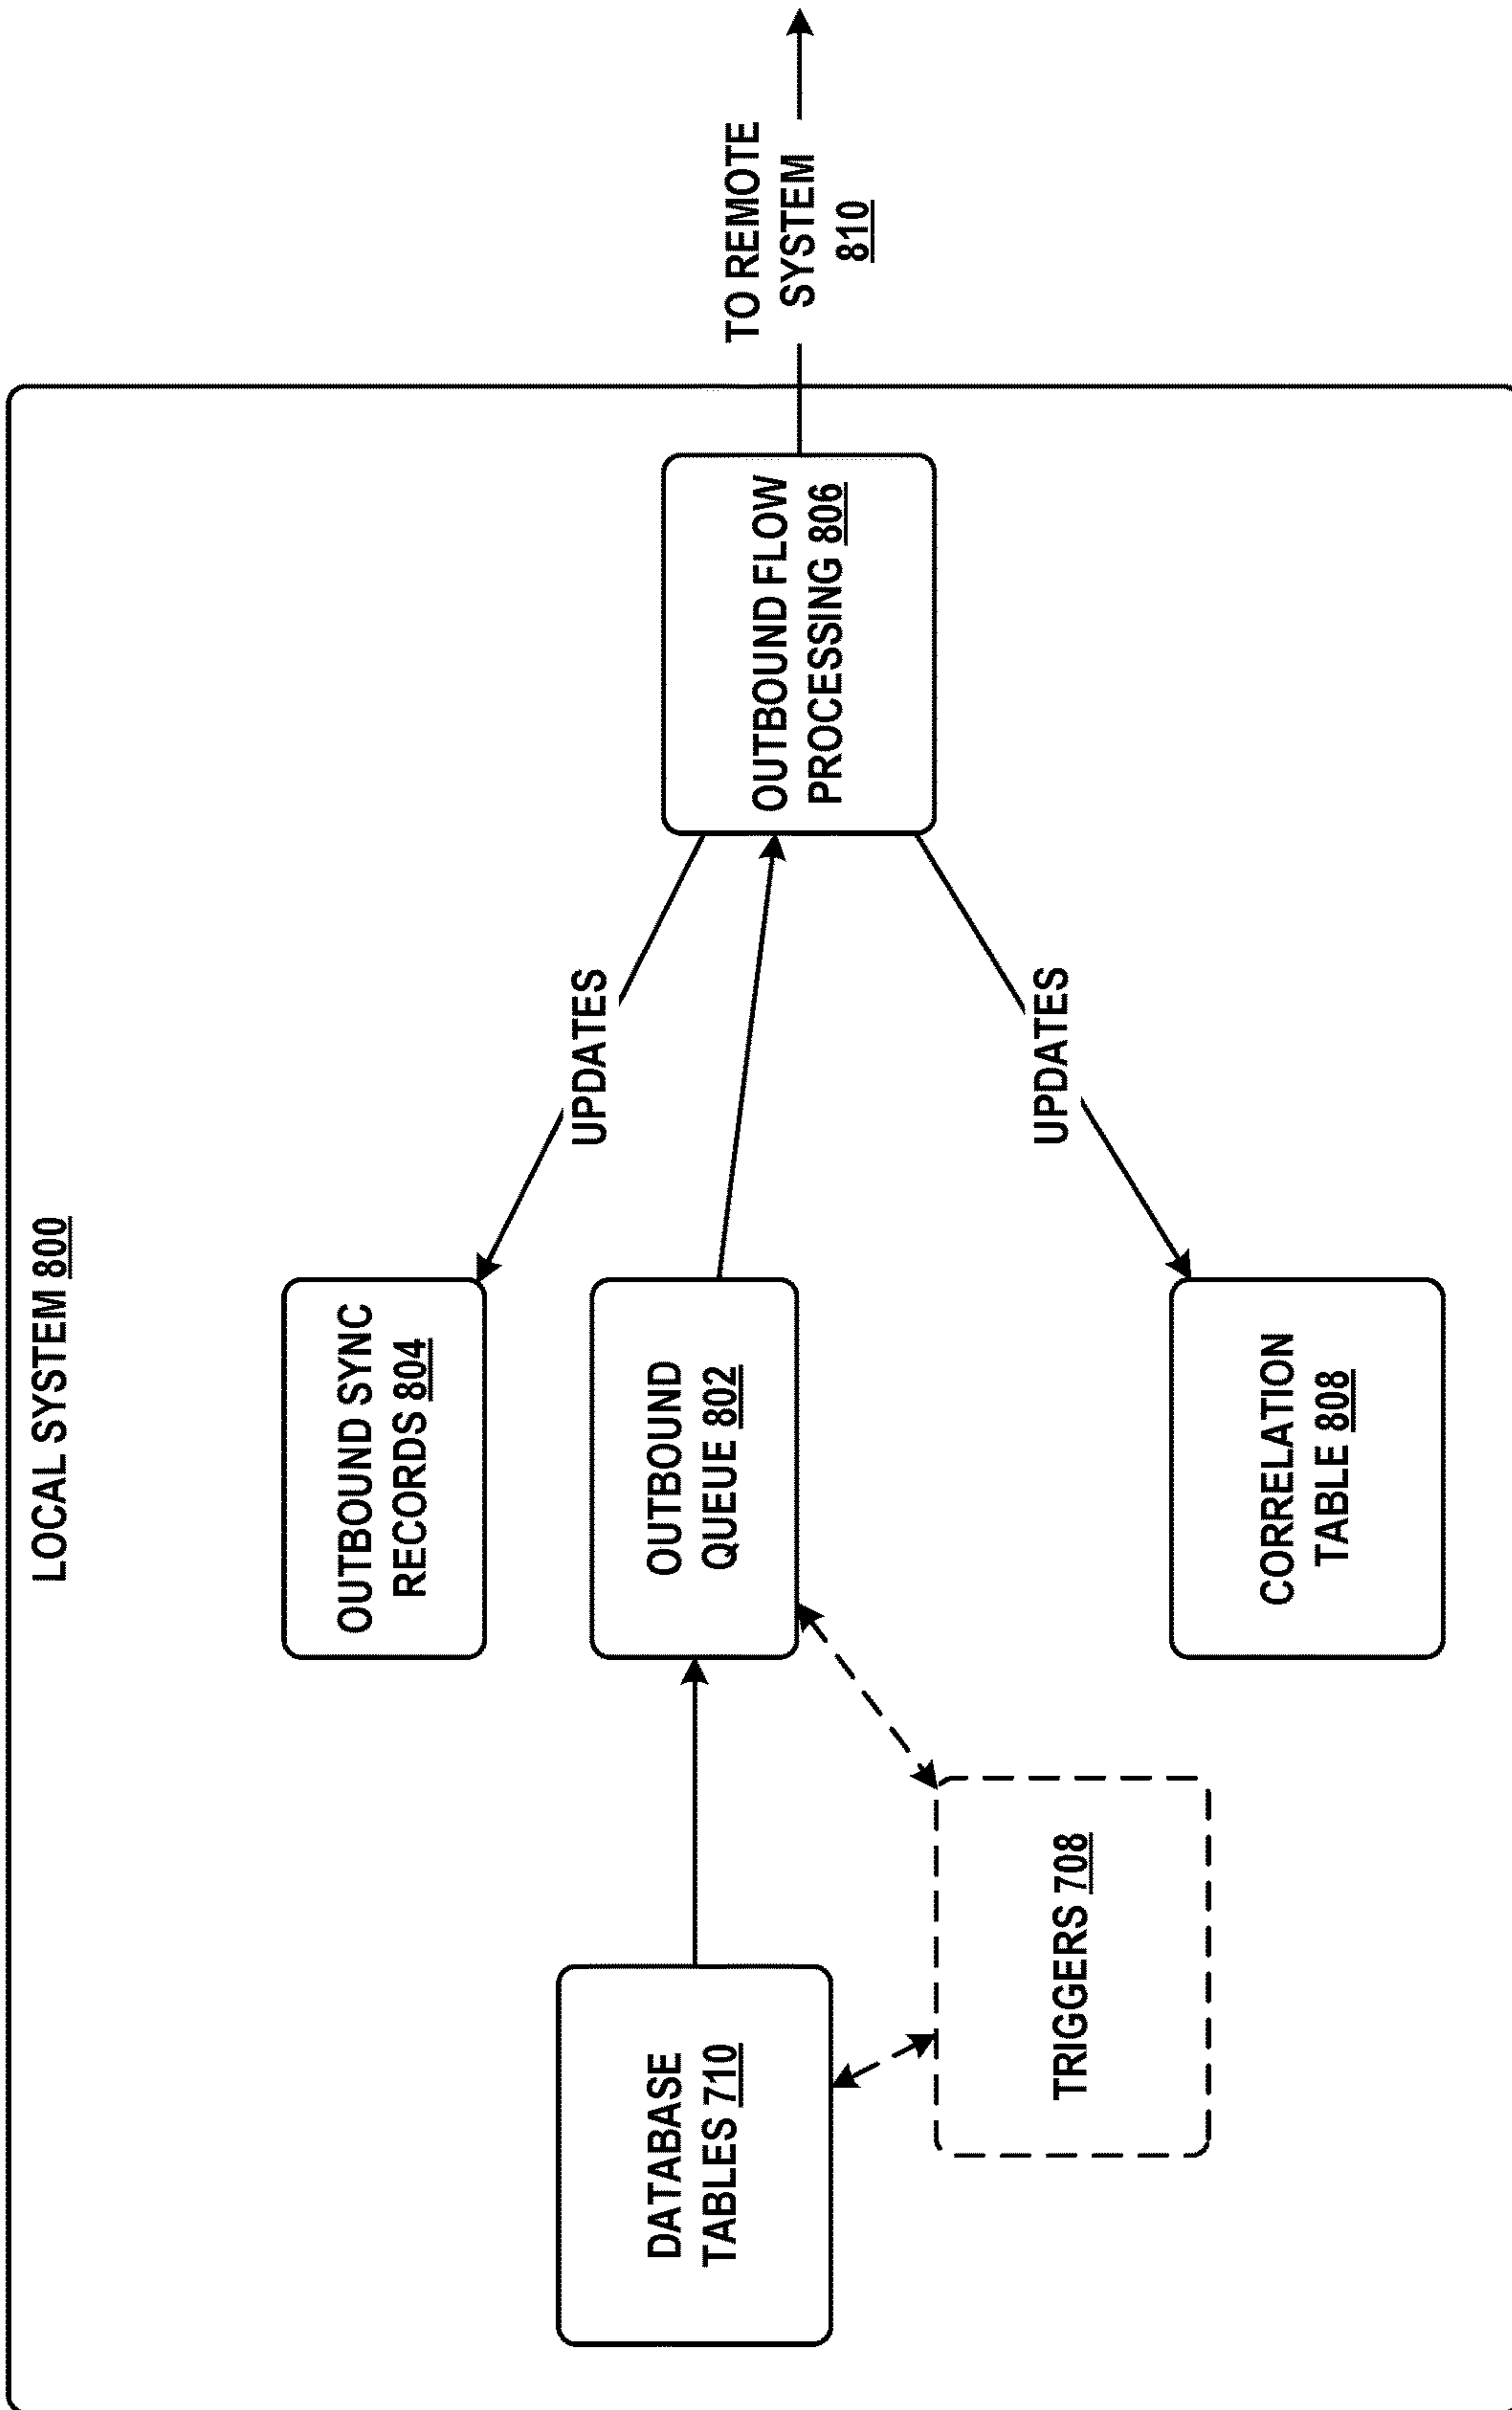 LOCAL SYSTEM 800
OUTBOUND SYNC
RECORDS 804
UPDATES
DATABASE
TABLES 710
OUTBOUND
QUEUE 802
OUTBOUND FLOW
PROCESSING 806
TO REMOTE
SYSTEM
810
TRIGGERS 708
UPDATES
CORRELATION
TABLE 808